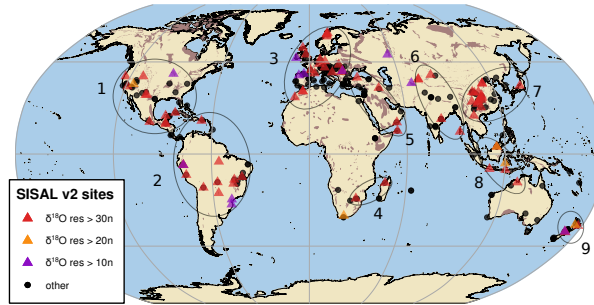 1
2
3
4
5
6
7
8
9
SISAL v2 sites
δ¹⁸O res > 30n
δ¹⁸O res > 20n
δ¹⁸O res > 10n
other